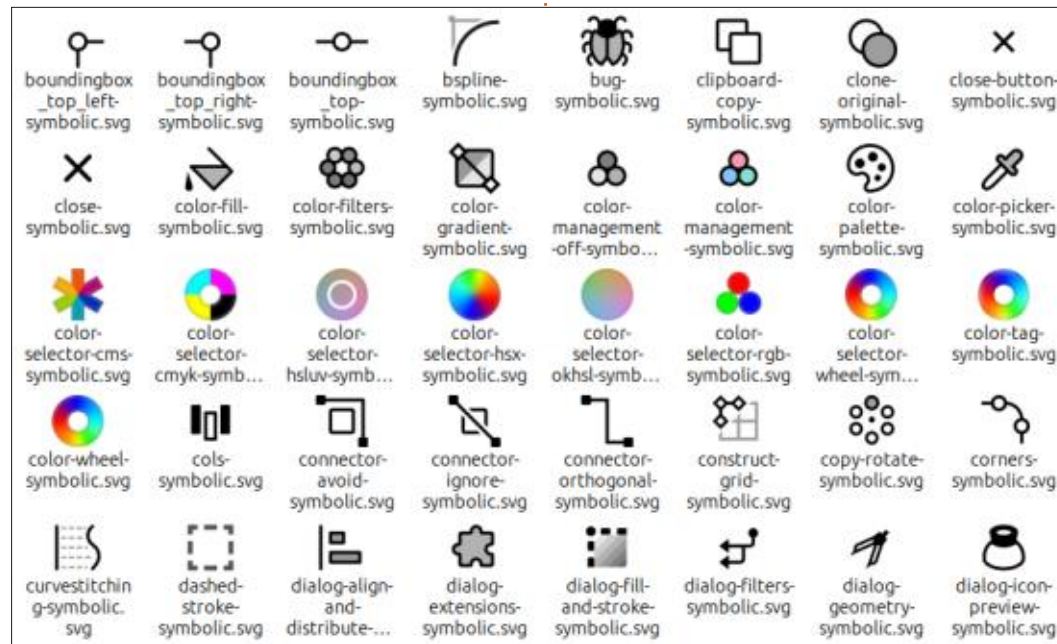 boundingbox
_top_left-
symbolic.svg
boundingbox
_top_right-
symbolic.svg
boundingbox
_top-
symbolic.svg
bspline-
symbolic.svg
bug-
symbolic.svg
clipboard-
copy-
symbolic.svg
clone-
original-
symbolic.svg
close-button-
symbolic.svg
close-
symbolic.svg
color-fill-
symbolic.svg
color-filters-
symbolic.svg
color-
gradient-
symbolic.svg
color-
management
-off-symbo...
color-
management
-symbolic.svg
color-
palette-
symbolic.svg
color-picker-
symbolic.svg
color-
selector-cms-
symbolic.svg
color-
selector-
cmyk-symb...
color-
selector-
hsluv-symb...
color-
selector-hsx-
symbolic.svg
color-
selector-
okhsl-symb...
color-
selector-rgb-
symbolic.svg
color-
selector-
wheel-sym...
color-tag-
symbolic.svg
color-wheel-
symbolic.svg
cols-
symbolic.svg
connector-
avoid-
symbolic.svg
connector-
ignore-
symbolic.svg
connector-
orthogonal-
symbolic.svg
construct-
grid-
symbolic.svg
copy-rotate-
symbolic.svg
corners-
symbolic.svg
curvestitchin
g-symbolic.
svg
dashed-
stroke-
symbolic.svg
dialog-align-
and-
distribute-...
dialog-
extensions-
symbolic.svg
dialog-fill-
and-stroke-
symbolic.svg
dialog-filters-
symbolic.svg
dialog-
geometry-
symbolic.svg
dialog-icon-
preview-
symbolic.svg